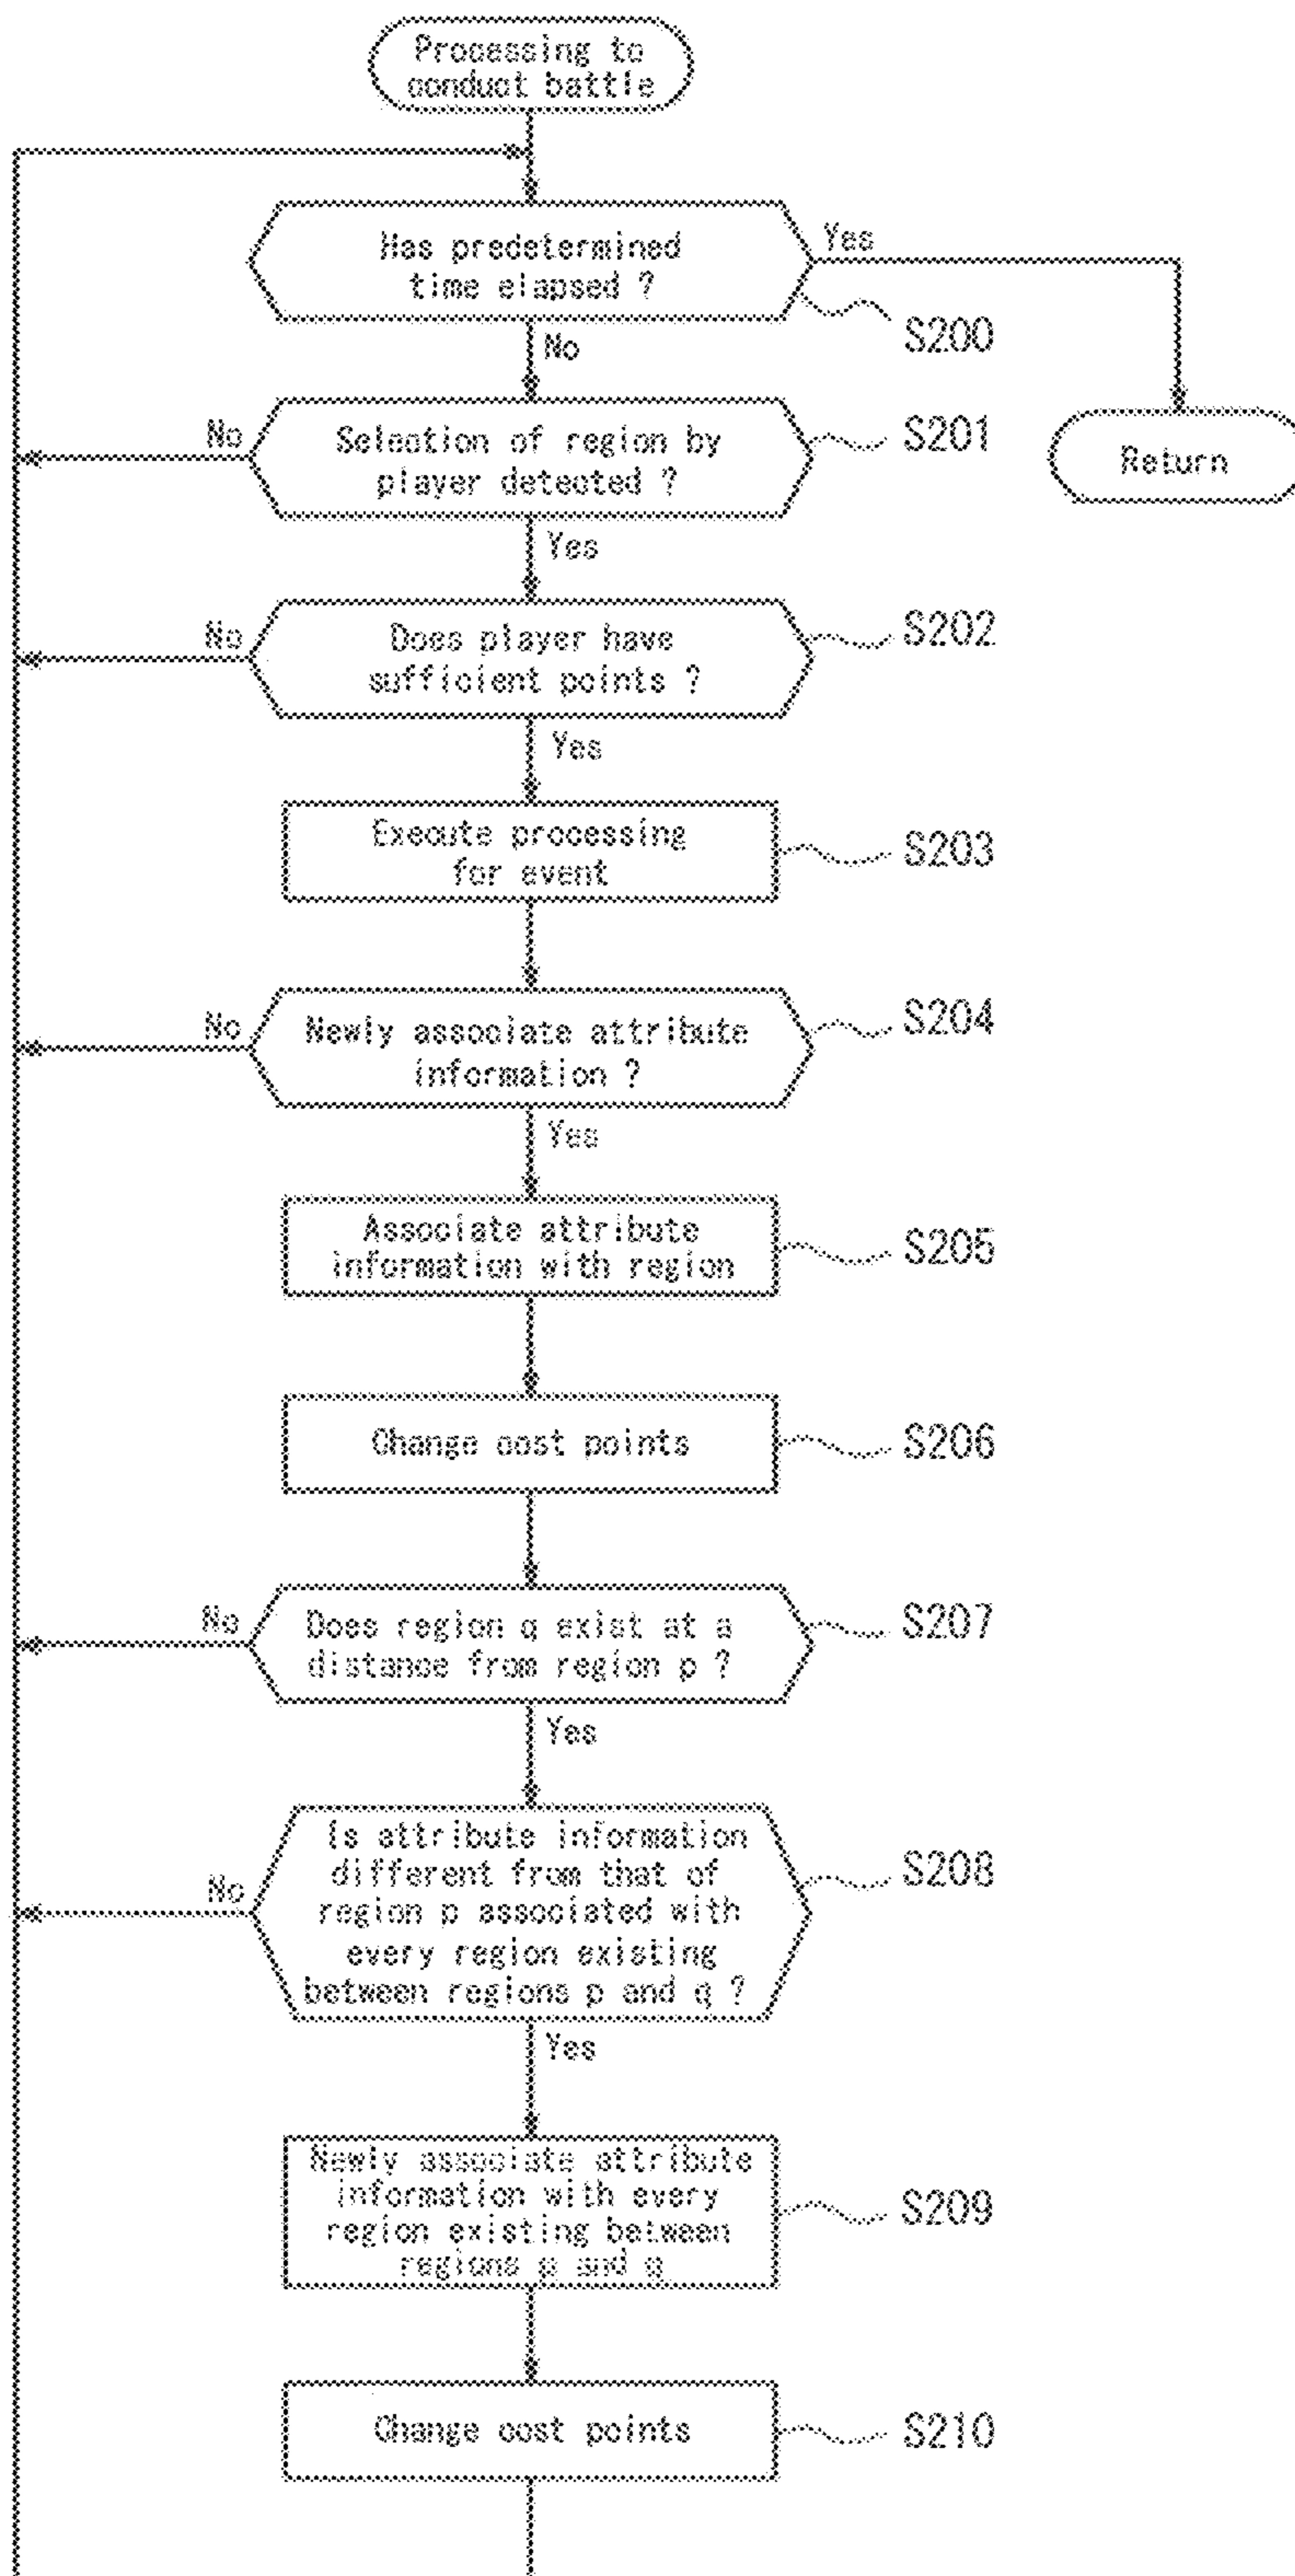 Processing to
conduct battle
Has predetermined
time elapsed ?
Yes
S200
No
Selection of region by
player detected ?
S201
No
Return
Yes
Does player have
sufficient points ?
S202
No
Yes
Execute processing
for event
S203
Newly associate attribute
information ?
S204
No
Yes
Associate attribute
information with region
S205
Change cost points
S206
Does region q exist at a
distance from region p ?
S207
No
Yes
Is attribute information
different from that of
region p associated with
every region existing
between regions p and q ?
S208
No
Yes
Newly associate attribute
information with every
region existing between
regions p and q
S209
Change cost points
S210